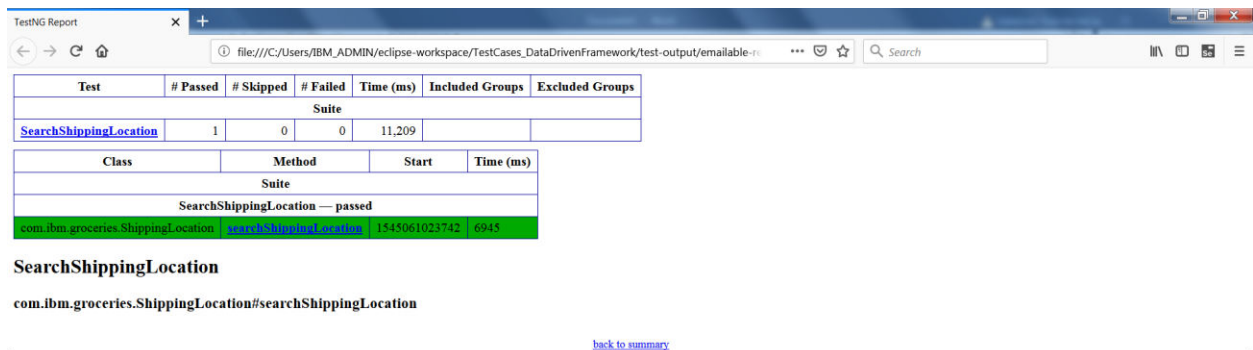 TestNG Report
file:///C:/Users/IBM_ADMIN/eclipse-workspace/TestCases_DataDrivenFramework/test-output/emailable-re
Search
Test # Passed # Skipped # Failed Time (ms) Included Groups Excluded Groups
Suite
SearchShippingLocation 1 0 0 11,209
Class Method Start Time (ms)
Suite
SearchShippingLocation — passed
com.ibm.groceries.ShippingLocation searchShippingLocation 1545061023742 6945
SearchShippingLocation
com.ibm.groceries.ShippingLocation#searchShippingLocation
back to summary